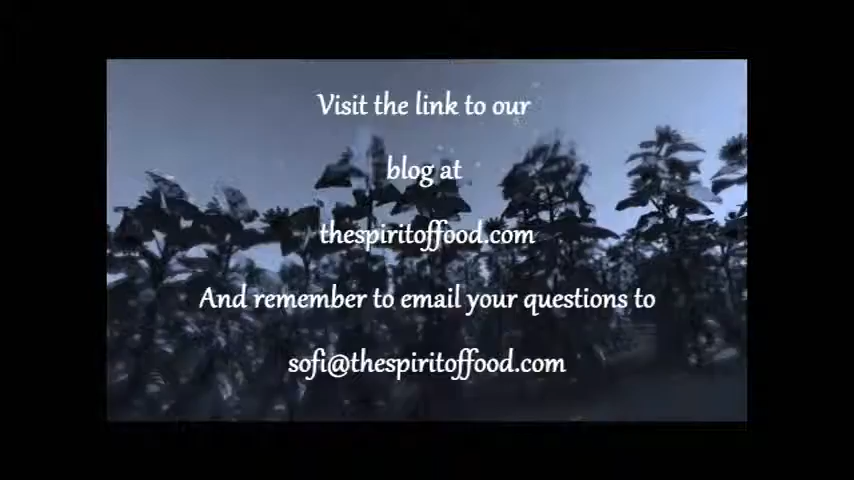 Visit the link to our
blog at
thespiritoffood.com
And remember to email your questions to
sofi@thespiritoffood.com